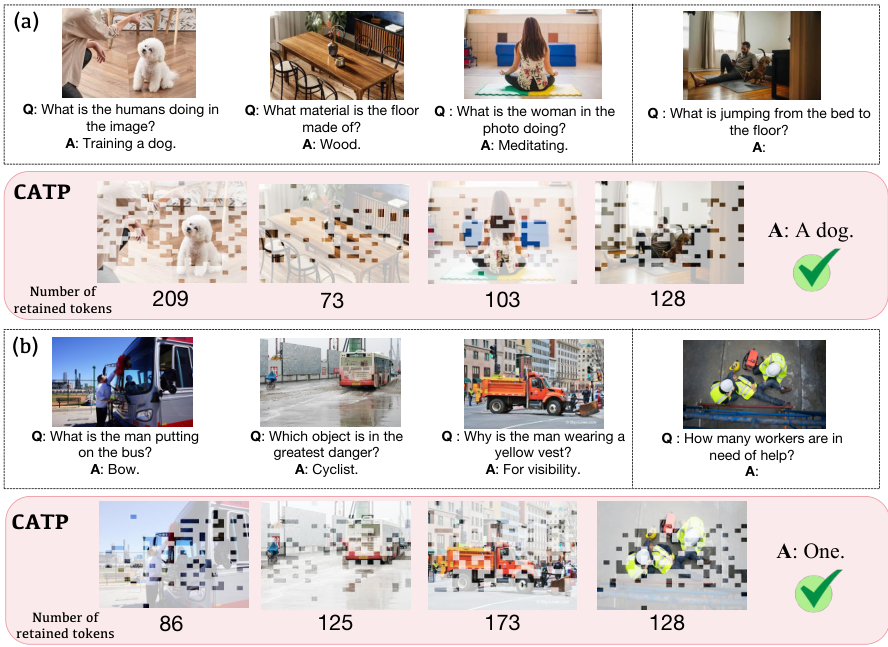 (a)
Q: What is the humans doing in
the image?
A: Training a dog.
Q: What material is the floor
made of?
A: Wood.
Q : What is the woman in the
photo doing?
A: Meditating.
Q : What is jumping from the bed to
the floor?
A:
CATP
A: A dog.
Number of
retained tokens
209
73
103
128
(b)
Q: What is the man putting
on the bus?
A: Bow.
Q: Which object is in the
greatest danger?
A: Cyclist.
Q : Why is the man wearing a
yellow vest?
A: For visibility.
Q : How many workers are in
need of help?
A:
CATP
A: One.
Number of
retained tokens
86
125
173
128